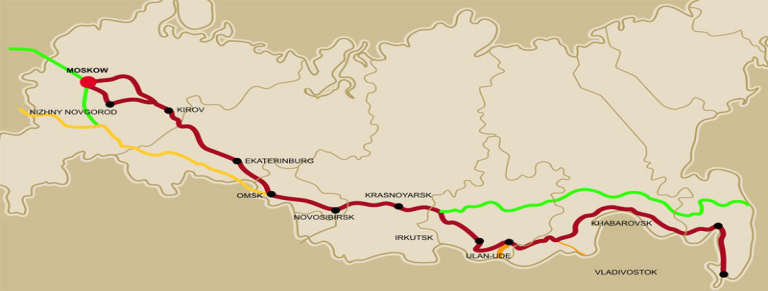 MOSKOW
NIZHNY NOVGOROD
KIROV
EKATERINBURG
OMSK
NOVOSIBIRSK
KRASNOYARSK
IRKUTSK
ULAN-UDE
KHABAROVSK
VLADIVOSTOK